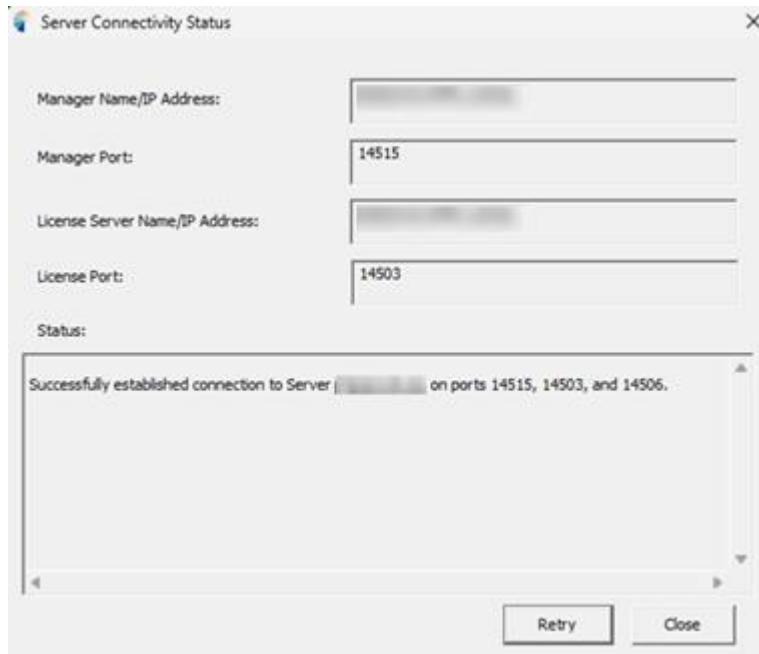 Server Connectivity Status
Manager Name/IP Address:
Manager Port:
14515
License Server Name/IP Address:
License Port:
14503
Status:
Successfully established connection to Server on ports 14515, 14503, and 14506.
Retry
Close